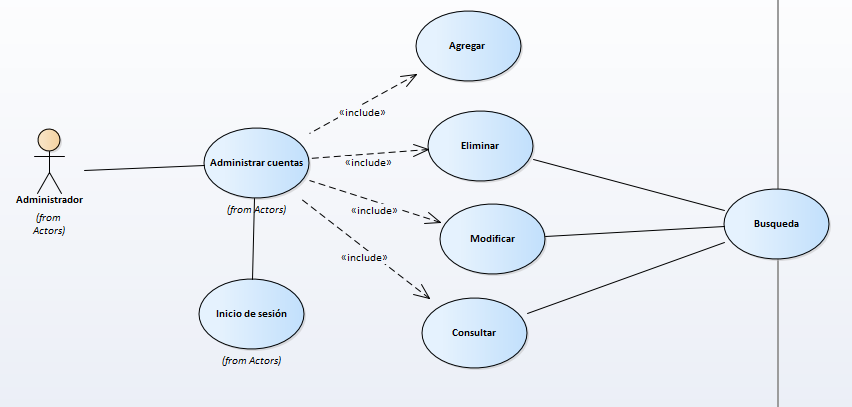 Agregar
«include»
Administrar cuentas
(from Actors)
«include»
Eliminar
Administrador
(from
Actors)
«include»
Modificar
Busqueda
«include»
Inicio de sesión
(from Actors)
Consultar